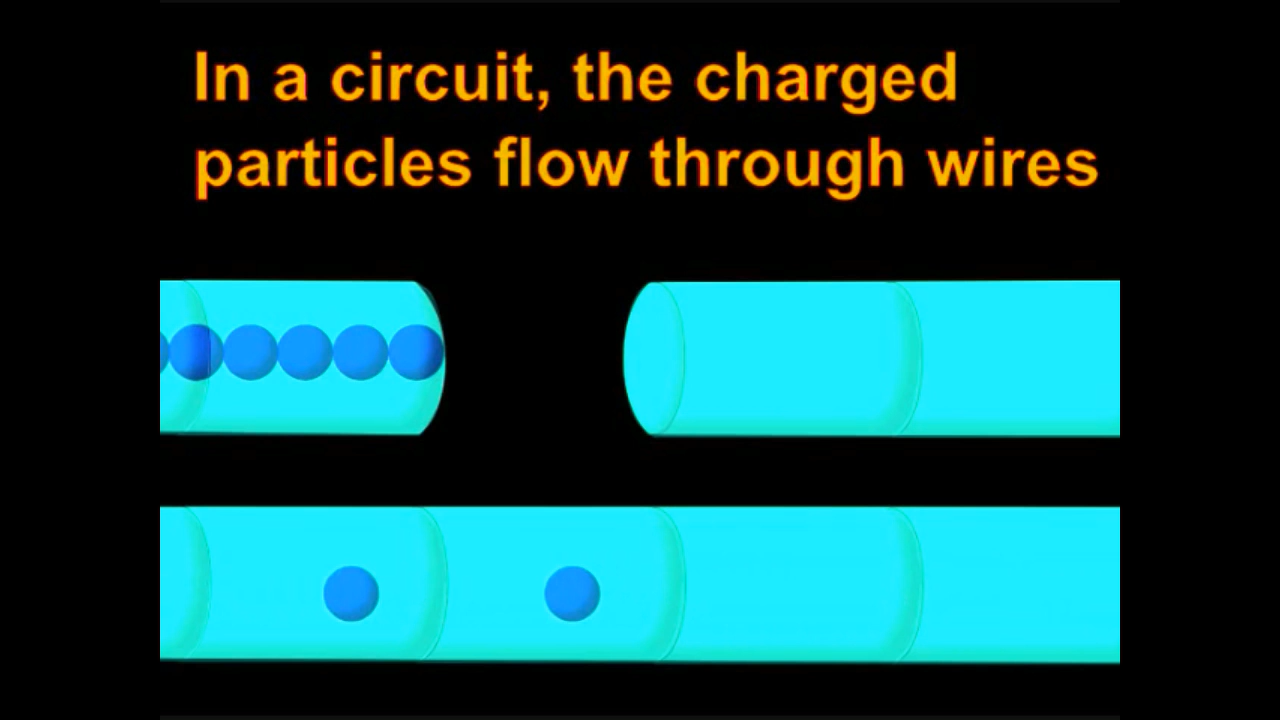 In a circuit, the charged
particles flow through wires